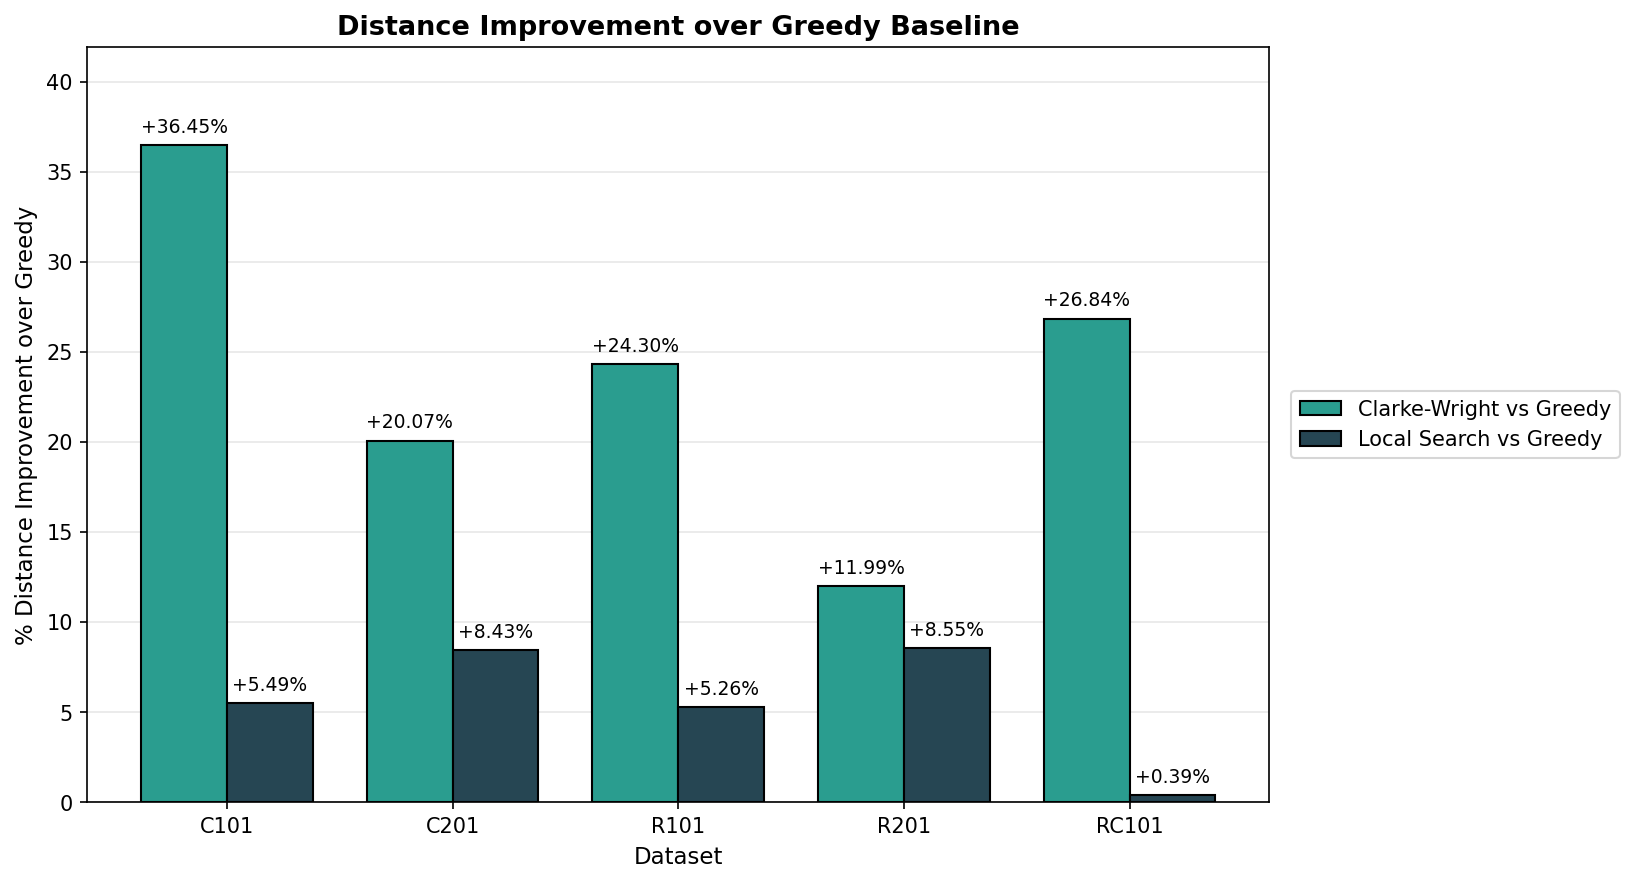 Distance Improvement over Greedy Baseline
% Distance Improvement over Greedy
40
35
30
25
20
15
10
5
0
+36.45%
+5.49%
+20.07%
+8.43%
+24.30%
+5.26%
+11.99%
+8.55%
+26.84%
+0.39%
C101
C201
R101
R201
RC101
Dataset
Clarke-Wright vs Greedy
Local Search vs Greedy